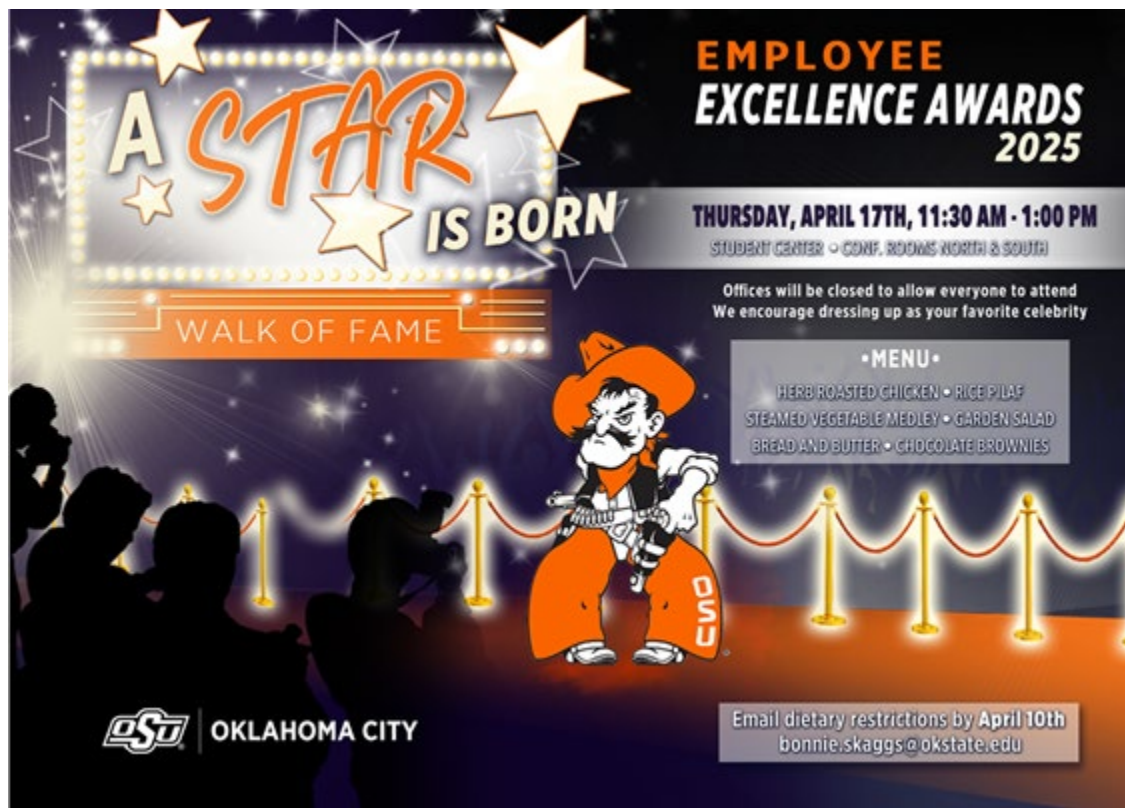 A STAR
IS BORN
WALK OF FAME
EMPLOYEE
EXCELLENCE AWARDS
2025
THURSDAY, APRIL 17TH, 11:30 AM - 1:00 PM
STUDENT CENTER • CONF. ROOMS NORTH & SOUTH
Offices will be closed to allow everyone to attend
We encourage dressing up as your favorite celebrity
•MENU•
HERB ROASTED CHICKEN • RICE PILAF
STEAMED VEGETABLE MEDLEY • GARDEN SALAD
BREAD AND BUTTER • CHOCOLATE BROWNIES
OSU
OSU | OKLAHOMA CITY
Email dietary restrictions by April 10th
bonnie.skaggs@okstate.edu